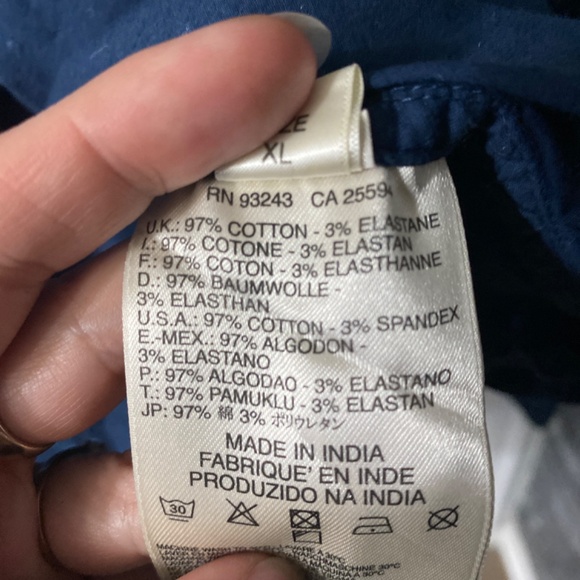 XL
RN 93243 CA 25594
U.K.: 97% COTTON - 3% ELASTANE
I.: 97% COTONE - 3% ELASTAN
F.: 97% COTON - 3% ELASTHANNE
D.: 97% BAUMWOLLE -
3% ELASTHAN
U.S.A.: 97% COTTON - 3% SPANDEX
E.-MEX.: 97% ALGODON -
3% ELASTANO
P.: 97% ALGODAO - 3% ELASTANO
T.: 97% PAMUKLU - 3% ELASTAN
JP: 97% 綿 3% ポリウレタン
MADE IN INDIA
FABRIQUE' EN INDE
PRODUZIDO NA INDIA
30
MACHINE WASH